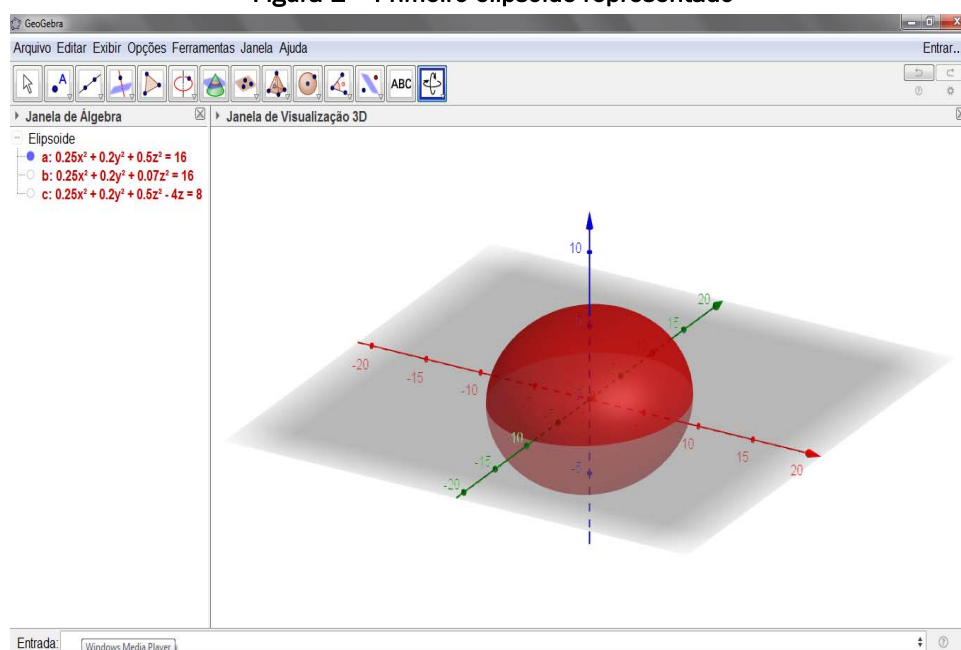 Figura 2 – Primeiro elipsoide representado
GeoGebra
Arquivo Editar Exibir Opções Ferramentas Janela Ajuda
Entrar...
A
ABC
Janela de Álgebra
Janela de Visualização 3D
Elipsoide
a: 0.25x² + 0.2y² + 0.5z² = 16
b: 0.25x² + 0.2y² + 0.07z² = 16
c: 0.25x² + 0.2y² + 0.5z² - 4z = 8
10
20
15
-20
-15
-10
10
10
15
20
-5
-15
-20
Entrada:
Windows Media Player